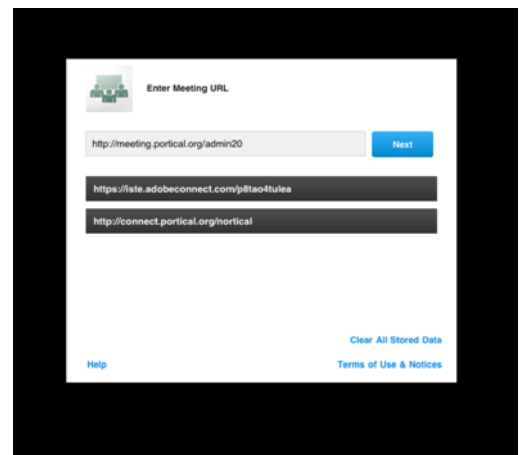 Enter Meeting URL
http://meeting.portical.org/admin20
Next
https://iste.adobeconnect.com/p8tao4tulea
http://connect.portical.org/nortical
Clear All Stored Data
Help
Terms of Use & Notices